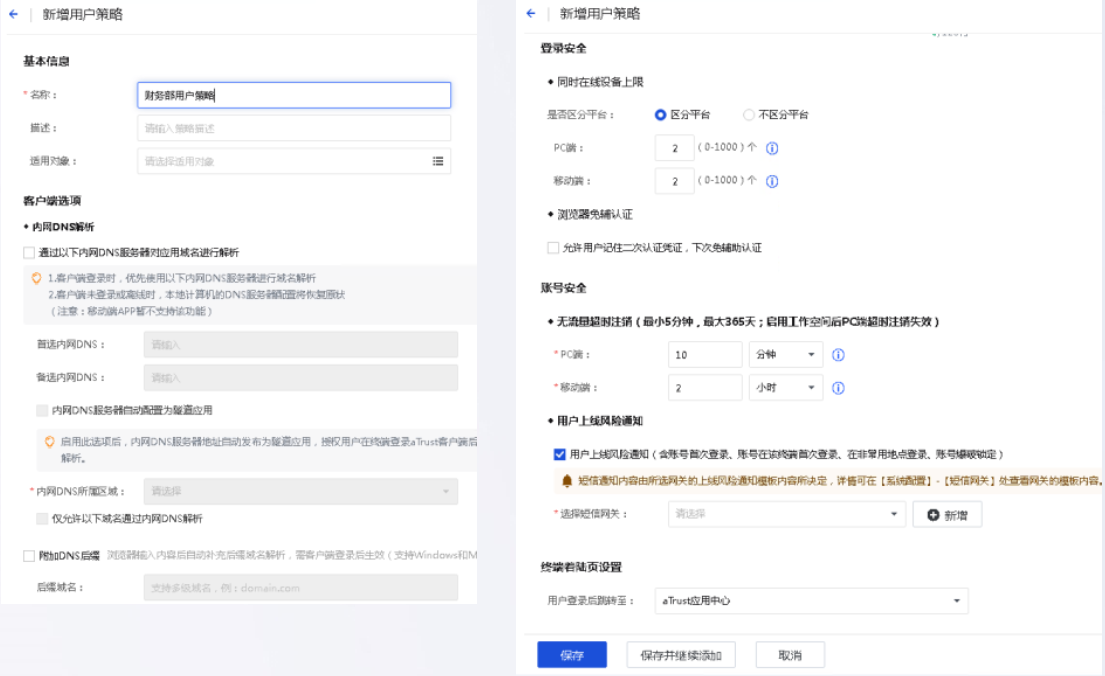 新增用户策略
基本信息
* 名称：
财务部用户策略
描述：
请输入策略描述
适用对象：
请选择适用对象
客户端选项
内网DNS解析
通过以下内网DNS服务器对应用域名进行解析
1.客户端登录时，优先使用以下内网DNS服务器进行域名解析
2.客户端未登录或离线时，本地计算机的DNS服务器配置将恢复原状
（注意：移动端APP暂不支持该功能）
首选内网DNS：
请输入
备选内网DNS：
请输入
内网DNS服务器自动配置为隧道应用
启用此选项后，内网DNS服务器地址自动发布为隧道应用，授权用户在终端登录aTrust客户端后
解析。
* 内网DNS所属区域：
请选择
仅允许以下域名通过内网DNS解析
附加DNS后缀 浏览器输入内容后自动补充后缀域名解析，需客户端登录后生效（支持Windows和M
后缀域名：
支持多级域名，例：domain.com
新增用户策略
登录安全
同时在线设备上限
是否区分平台：
区分平台
不区分平台
PC端：
2
（0-1000）个
移动端：
2
（0-1000）个
浏览器免辅认证
允许用户记住二次认证凭证，下次免辅助认证
账号安全
无流量超时注销（最小5分钟，最大365天；启用工作空间后PC端超时注销失效）
* PC端：
10
分钟
* 移动端：
2
小时
用户上线风险通知
用户上线风险通知（含账号首次登录、账号在该终端首次登录、在非常用地点登录、账号爆破锁定）
短信通知内容由所选网关的上线风险通知模板内容所决定，详情可在【系统配置】-【短信网关】处查看网关的模板内容。
* 选择短信网关：
请选择
新增
终端着陆页设置
用户登录后跳转至：
aTrust应用中心
保存
保存并继续添加
取消